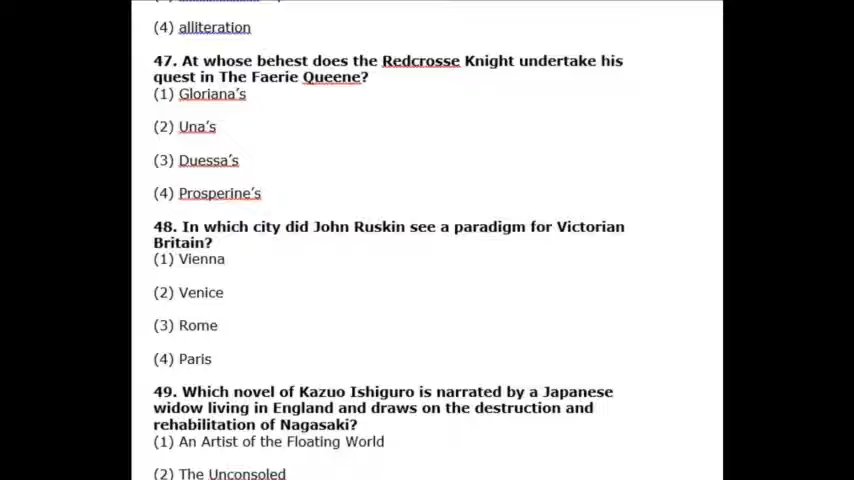 (4) alliteration
47. At whose behest does the Redcrosse Knight undertake his
quest in The Faerie Queene?
(1) Gloriana’s
(2) Una’s
(3) Duessa’s
(4) Prosperine’s
48. In which city did John Ruskin see a paradigm for Victorian
Britain?
(1) Vienna
(2) Venice
(3) Rome
(4) Paris
49. Which novel of Kazuo Ishiguro is narrated by a Japanese
widow living in England and draws on the destruction and
rehabilitation of Nagasaki?
(1) An Artist of the Floating World
(2) The Unconsoled